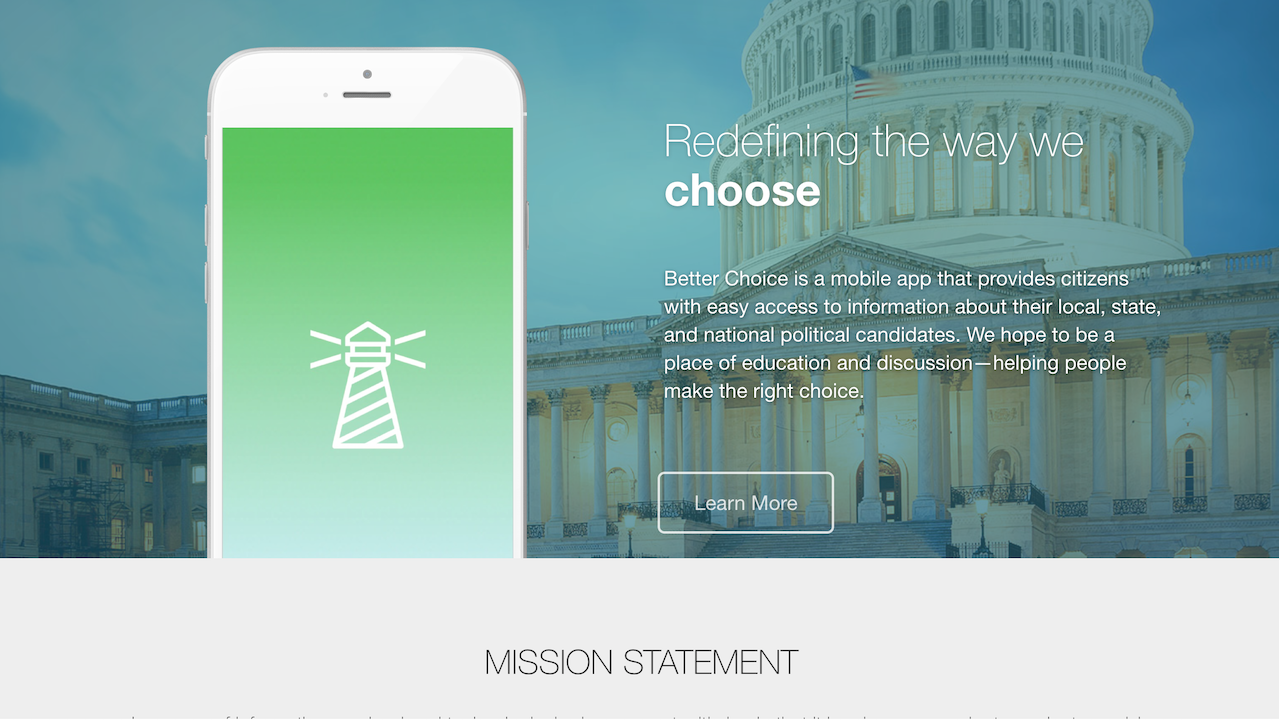 Redefining the way we
choose
Better Choice is a mobile app that provides citizens
with easy access to information about their local, state,
and national political candidates. We hope to be a
place of education and discussion—helping people
make the right choice.
Learn More
MISSION STATEMENT